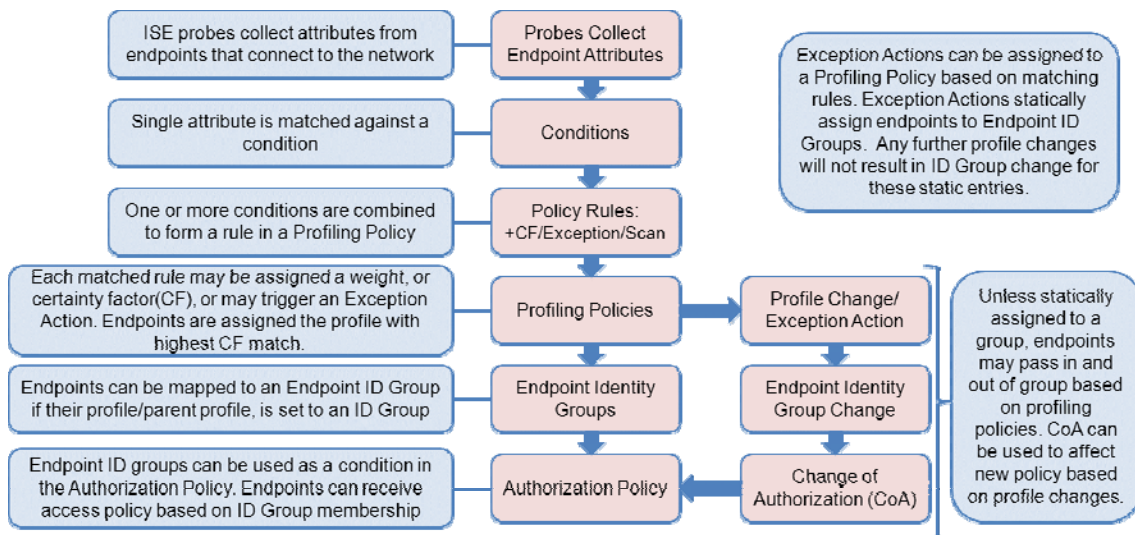 ISE probes collect attributes from
endpoints that connect to the network
Probes Collect
Endpoint Attributes
Exception Actions can be assigned to
a Profiling Policy based on matching
rules. Exception Actions statically
assign endpoints to Endpoint ID
Groups.  Any further profile changes
will not result in ID Group change for
these static entries.
Single attribute is matched against a
condition
Conditions
One or more conditions are combined
to form a rule in a Profiling Policy
Policy Rules:
+CF/Exception/Scan
Each matched rule may be assigned a weight, or
certainty factor(CF), or may trigger an Exception
Action. Endpoints are assigned the profile with
highest CF match.
Profiling Policies
Profile Change/
Exception Action
Unless statically
assigned to a
group, endpoints
may pass in and
out of group based
on profiling
policies. CoA can
be used to affect
new policy based
on profile changes.
Endpoints can be mapped to an Endpoint ID Group
if their profile/parent profile, is set to an ID Group
Endpoint Identity
Groups
Endpoint Identity
Group Change
Endpoint ID groups can be used as a condition in
the Authorization Policy. Endpoints can receive
access policy based on ID Group membership
Authorization Policy
Change of
Authorization (CoA)